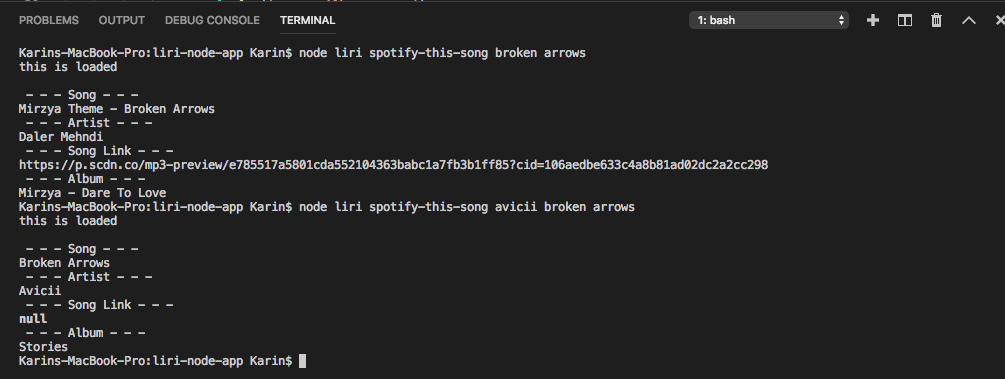 PROBLEMS OUTPUT DEBUG CONSOLE TERMINAL 1: bash
Karins-MacBook-Pro:liri-node-app Karin$ node liri spotify-this-song broken arrows
this is loaded
- - - Song - - -
Mirzya Theme - Broken Arrows
- - - Artist - - -
Daler Mehndi
- - - Song Link - - -
https://p.scdn.co/mp3-preview/e785517a5801cda552104363babc1a7fb3b1ff85?cid=106aedbe633c4a8b81ad02dc2a2cc298
- - - Album - - -
Mirzya - Dare To Love
Karins-MacBook-Pro:liri-node-app Karin$ node liri spotify-this-song avicii broken arrows
this is loaded
- - - Song - - -
Broken Arrows
- - - Artist - - -
Avicii
- - - Song Link - - -
null
- - - Album - - -
Stories
Karins-MacBook-Pro:liri-node-app Karin$